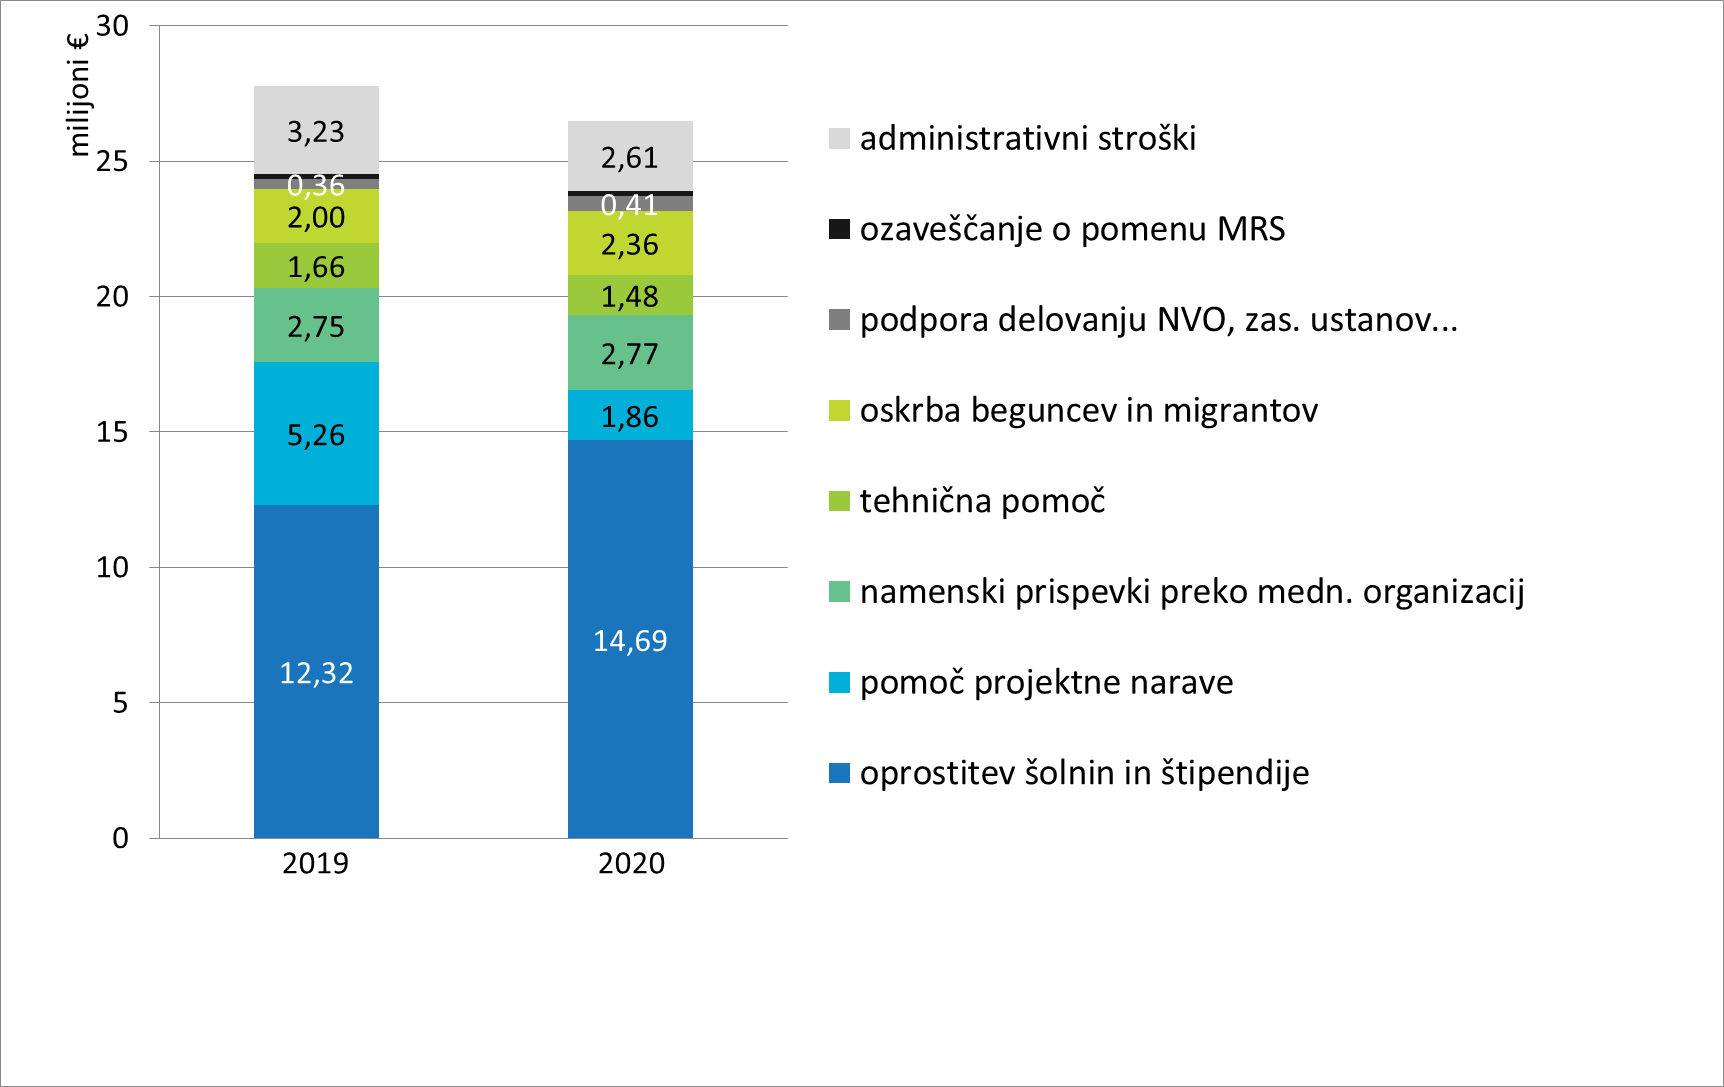 milijoni €
30
25
20
15
10
5
0
3,23
0,36
2,00
1,66
2,75
5,26
12,32
2019
2,61
0,41
2,36
1,48
2,77
1,86
14,69
2020
administrativni stroški
ozaveščanje o pomenu MRS
podpora delovanju NVO, zas. ustanov...
oskrba beguncev in migrantov
tehnična pomoč
namenski prispevki preko medn. organizacij
pomoč projektne narave
oprostitev šolnin in štipendije